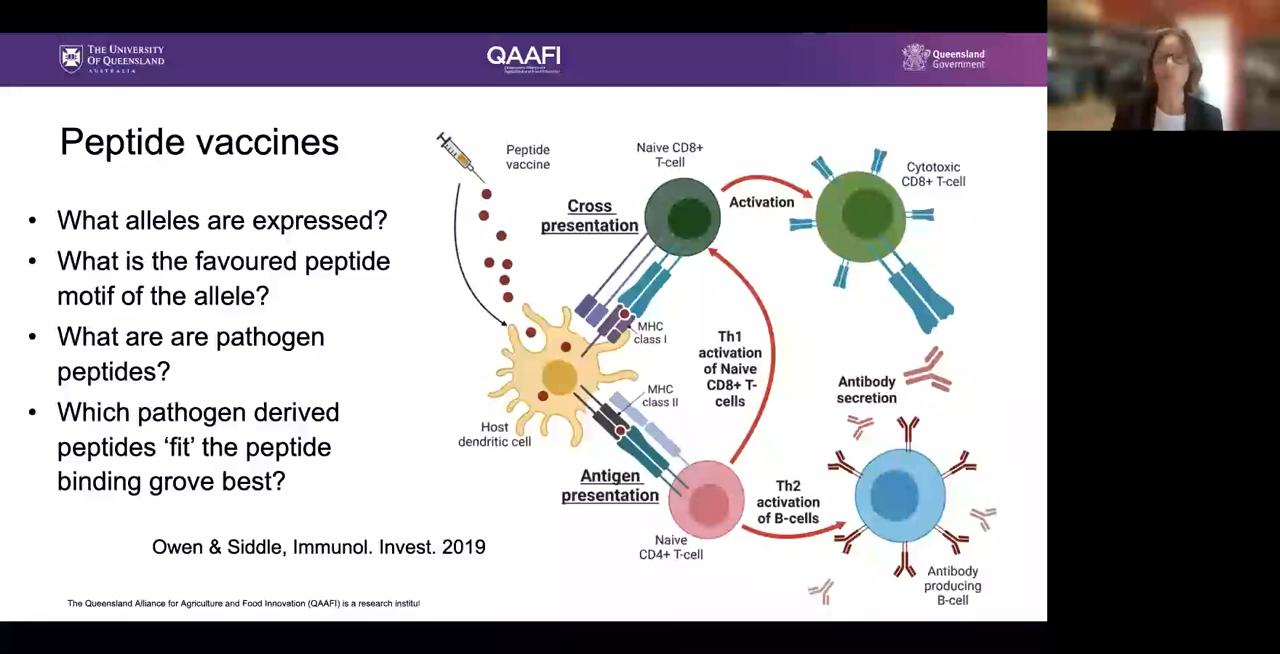 THE UNIVERSITY
OF QUEENSLAND
AUSTRALIA
QAAFI
Queensland
Government
Peptide vaccines
• What alleles are expressed?
• What is the favoured peptide
motif of the allele?
• What are are pathogen
peptides?
• Which pathogen derived
peptides ‘fit’ the peptide
binding grove best?
Owen & Siddle, Immunol. Invest. 2019
The Queensland Alliance for Agriculture and Food Innovation (QAAFI) is a research institu
Peptide
vaccine
Naive CD8+
T-cell
Cross
presentation
Activation
Cytotoxic
CD8+ T-cell
MHC
class I
Th1
activation
of Naive
CD8+ T-
cells
MHC
class II
Host
dendritic cell
Antigen
presentation
Naive
CD4+ T-cell
Th2
activation
of B-cells
Antibody
secretion
Antibody
producing
B-cell